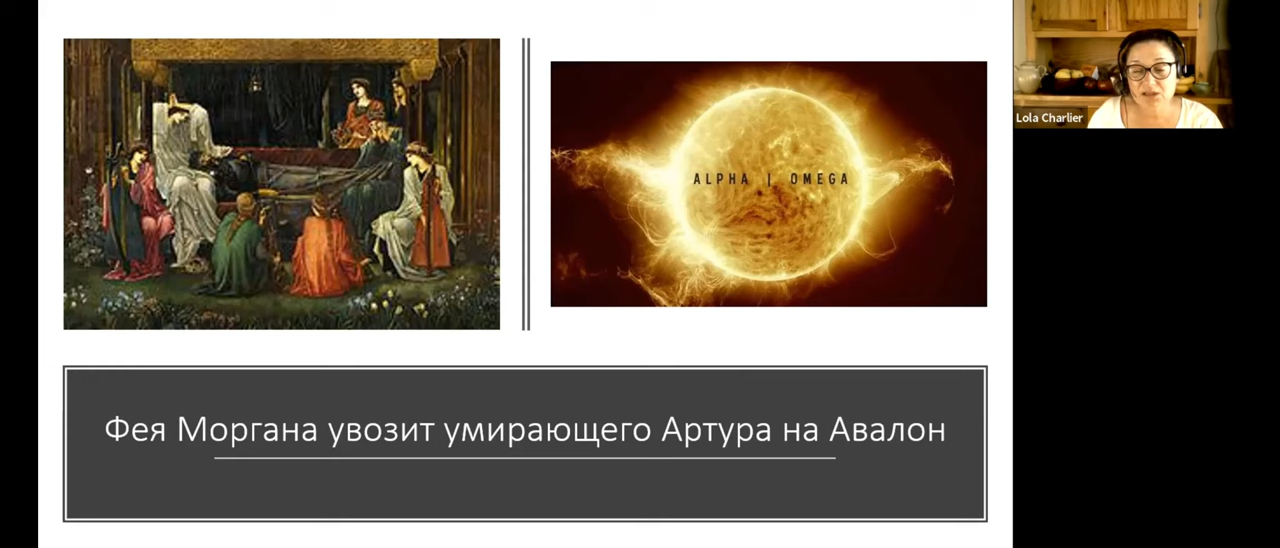 ALPHA | OMEGA
Lola Charlier
Фея Моргана увозит умирающего Артура на Авалон